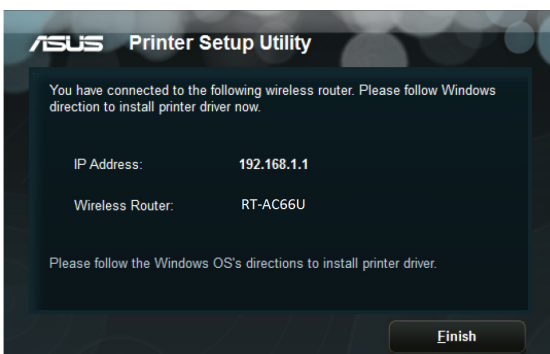 ASUS Printer Setup Utility
You have connected to the following wireless router. Please follow Windows
direction to install printer driver now.
IP Address: 192.168.1.1
Wireless Router: RT-AC66U
Please follow the Windows OS's directions to install printer driver.
Finish